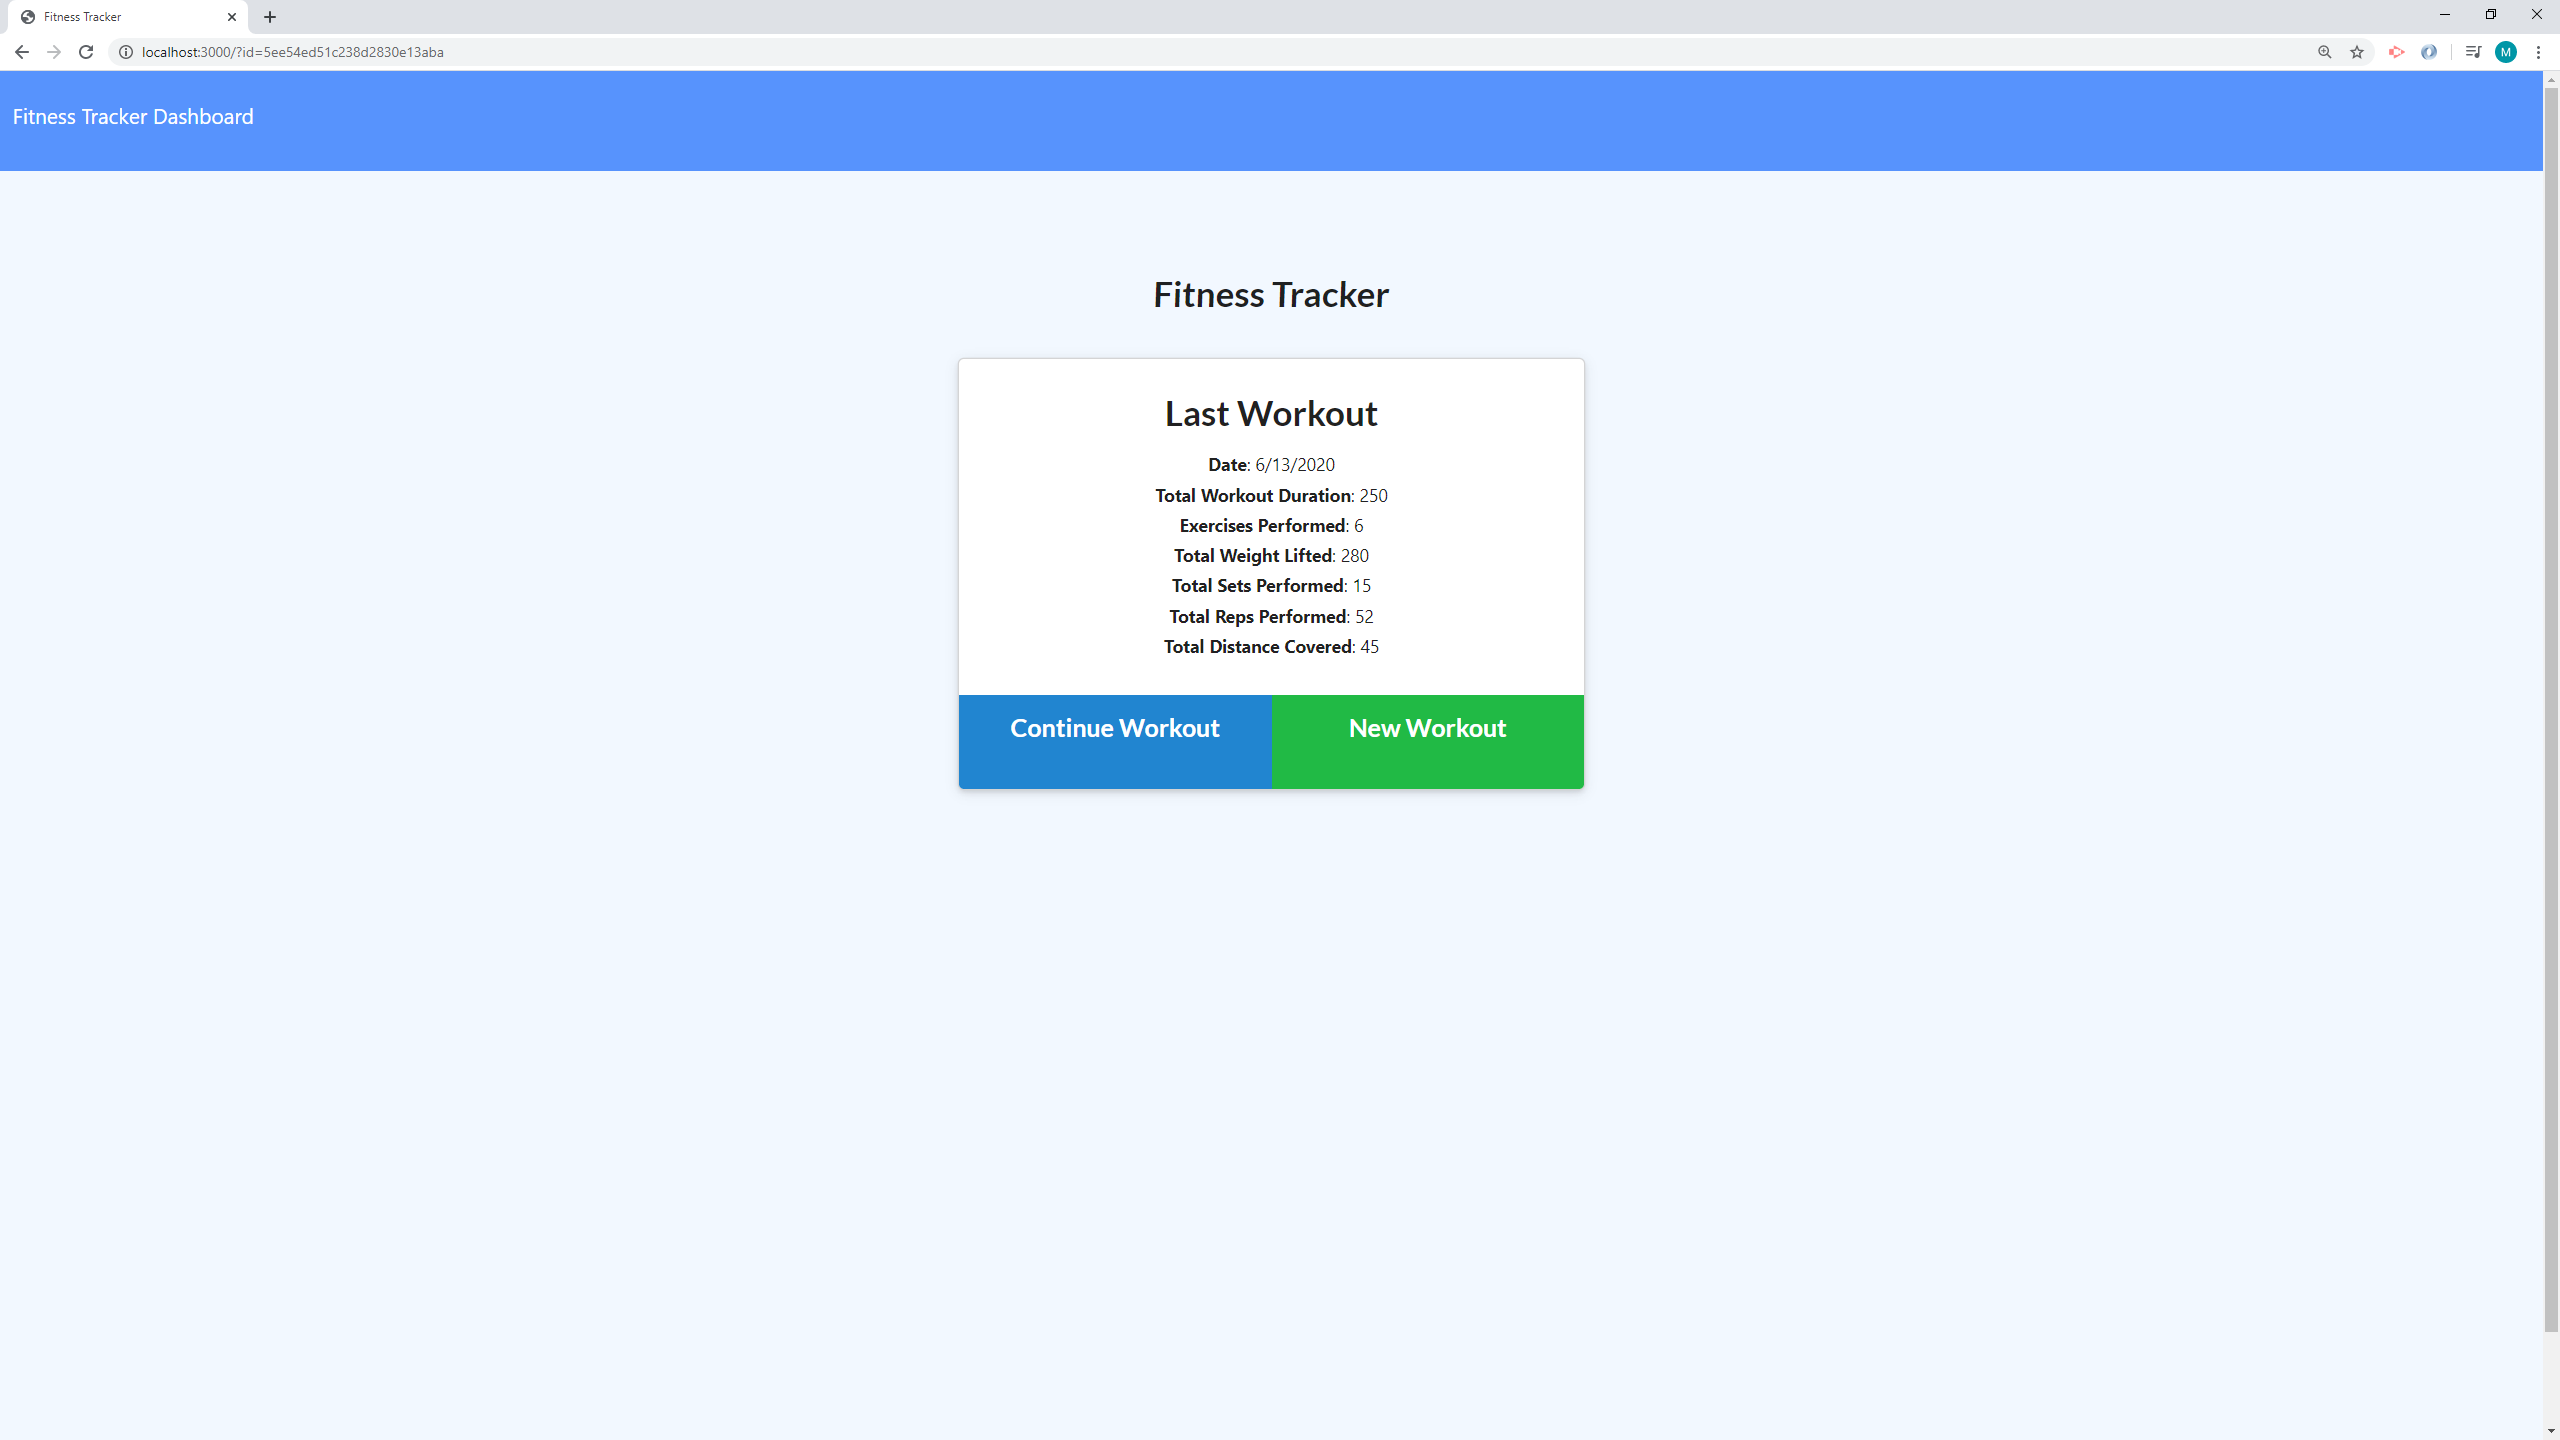 Fitness Tracker
localhost:3000/?id=5ee54ed51c238d2830e13aba
M
Fitness Tracker Dashboard
Fitness Tracker
Last Workout
Date: 6/13/2020
Total Workout Duration: 250
Exercises Performed: 6
Total Weight Lifted: 280
Total Sets Performed: 15
Total Reps Performed: 52
Total Distance Covered: 45
Continue Workout
New Workout